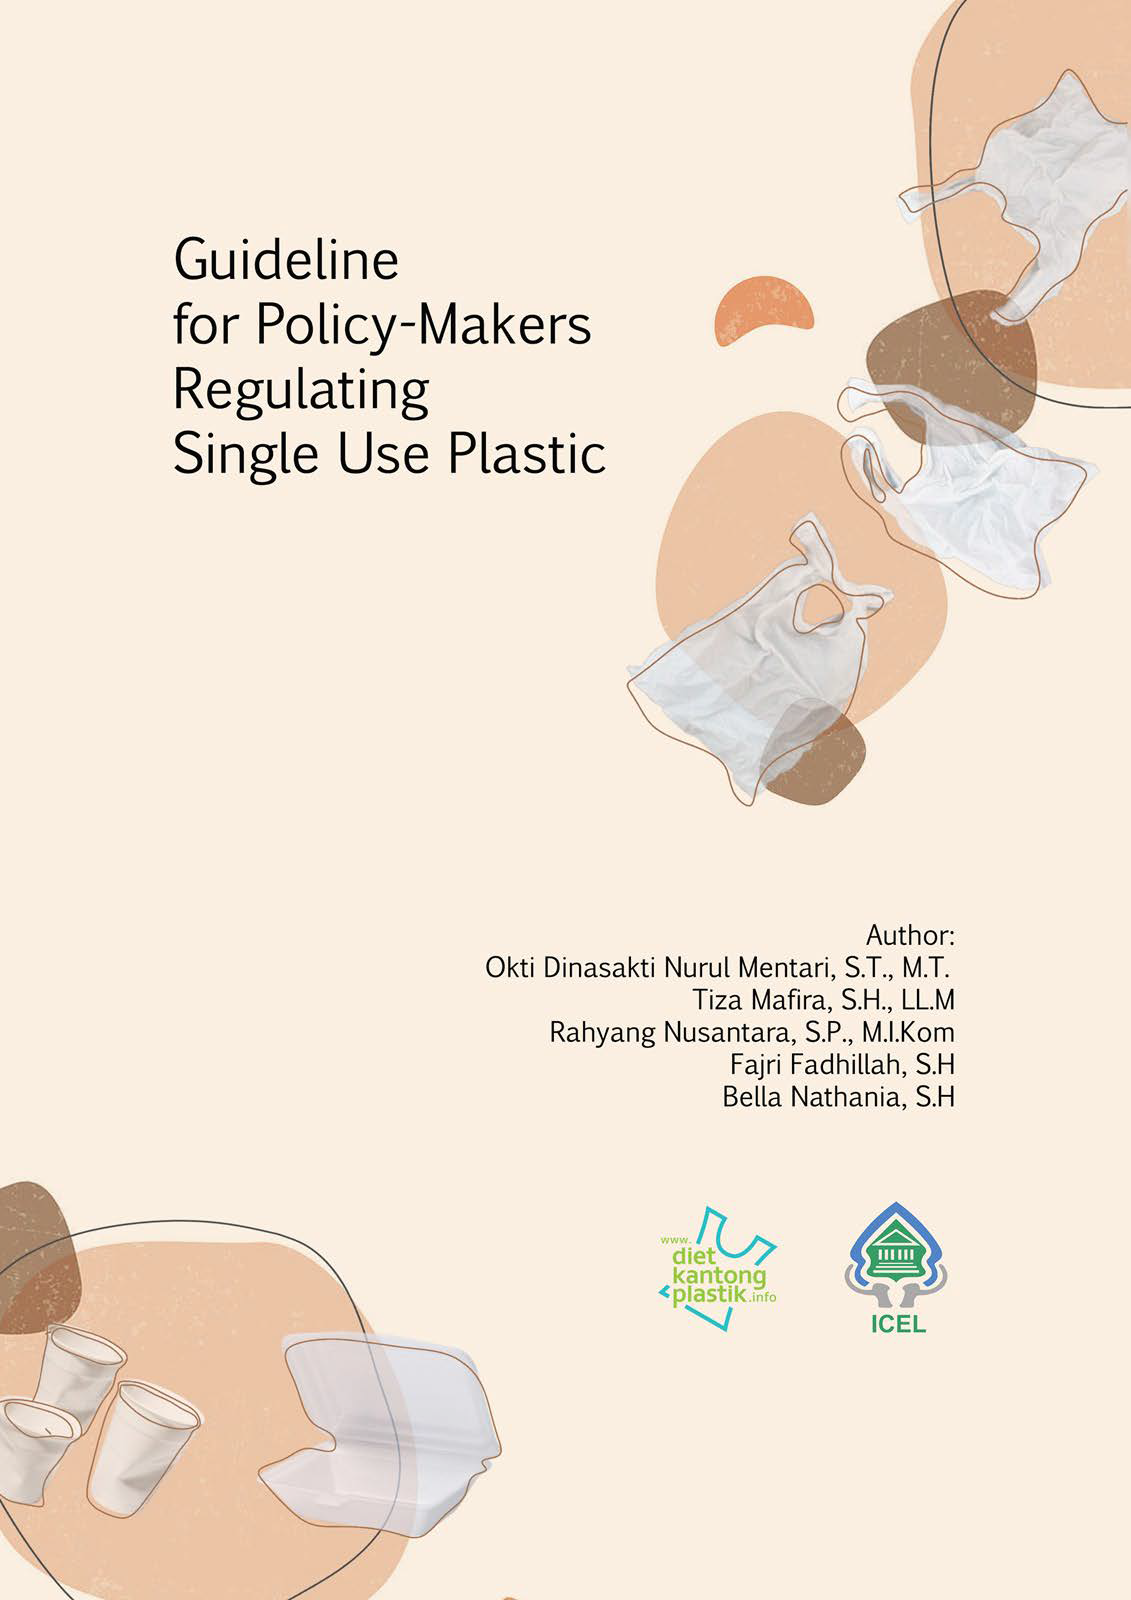 Guideline
for Policy-Makers
Regulating
Single Use Plastic
Author:
Okti Dinasakti Nurul Mentari, S.T., M.T.
Tiza Mafira, S.H., LL.M
Rahyang Nusantara, S.P., M.I.Kom
Fajri Fadhillah, S.H
Bella Nathania, S.H
www.
diet
kantong
plastik.info
ICEL